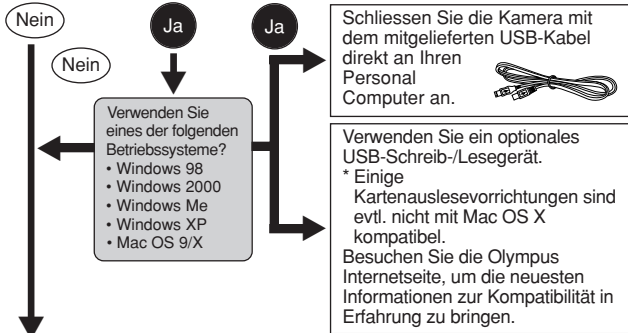 Nein
Ja
Ja
Nein
Verwenden Sie
eines der folgenden
Betriebssysteme?
• Windows 98
• Windows 2000
• Windows Me
• Windows XP
• Mac OS 9/X
Schliessen Sie die Kamera mit
dem mitgelieferten USB-Kabel
direkt an Ihren
Personal
Computer an.
Verwenden Sie ein optionales
USB-Schreib-/Lesegerät.
* Einige
Kartenauslesevorrichtungen sind
evtl. nicht mit Mac OS X
kompatibel.
Besuchen Sie die Olympus
Internetseite, um die neuesten
Informationen zur Kompatibilität in
Erfahrung zu bringen.